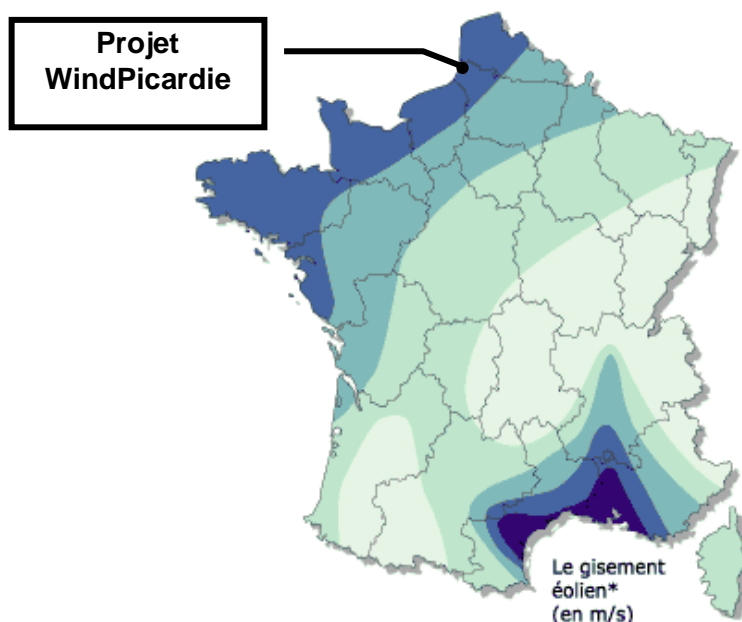 Projet
WindPicardie
Le gisement
éolien*
(en m/s)